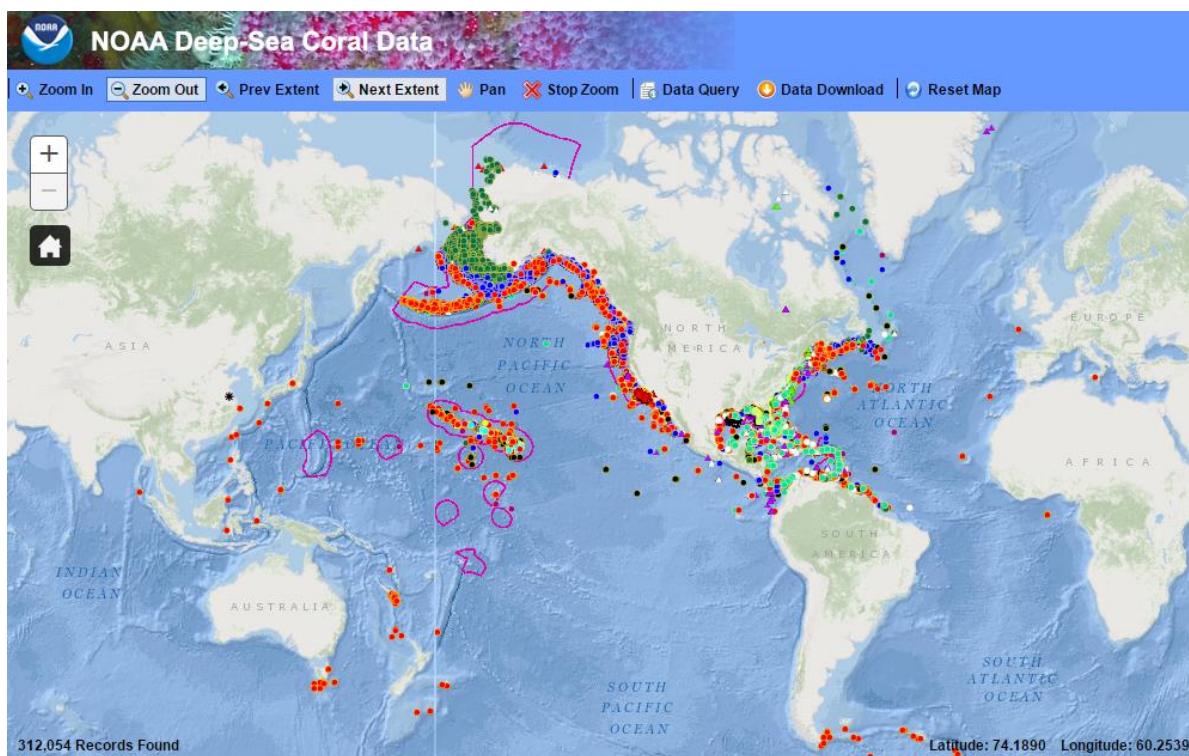 NOAA
NOAA Deep-Sea Coral Data
Zoom In Zoom Out Prev Extent Next Extent Pan Stop Zoom Data Query Data Download Reset Map
+
−
NORTH
AMERICA
EUROPE
ASIA
NORTH
PACIFIC
OCEAN
NORTH
ATLANTIC
OCEAN
PACIFIC OCEAN
AFRICA
SOUTH
AMERICA
INDIAN
OCEAN
AUSTRALIA
SOUTH
PACIFIC
OCEAN
SOUTH
ATLANTIC
OCEAN
312,054 Records Found
Latitude: 74.1890 Longitude: 60.2539